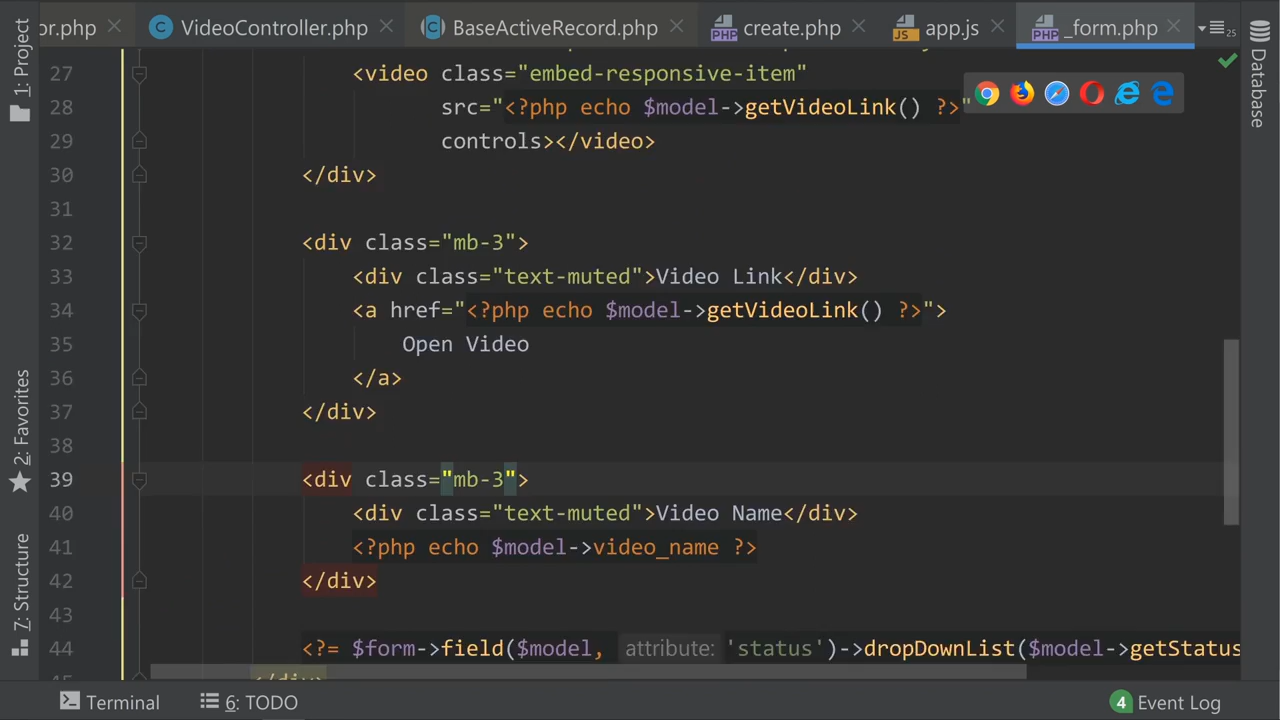 or.php
VideoController.php
BaseActiveRecord.php
create.php
app.js
_form.php
25
1: Project
2: Favorites
7: Structure
Database
27 <video class="embed-responsive-item"
28 src="<?php echo $model->getVideoLink() ?>"
29 controls></video>
30 </div>
31
32 <div class="mb-3">
33 <div class="text-muted">Video Link</div>
34 <a href="<?php echo $model->getVideoLink() ?>">
35 Open Video
36 </a>
37 </div>
38
39 <div class="mb-3">
40 <div class="text-muted">Video Name</div>
41 <?php echo $model->video_name ?>
42 </div>
43
44 <?= $form->field($model, attribute: 'status')->dropDownList($model->getStatus
</div>
Terminal
6: TODO
4 Event Log